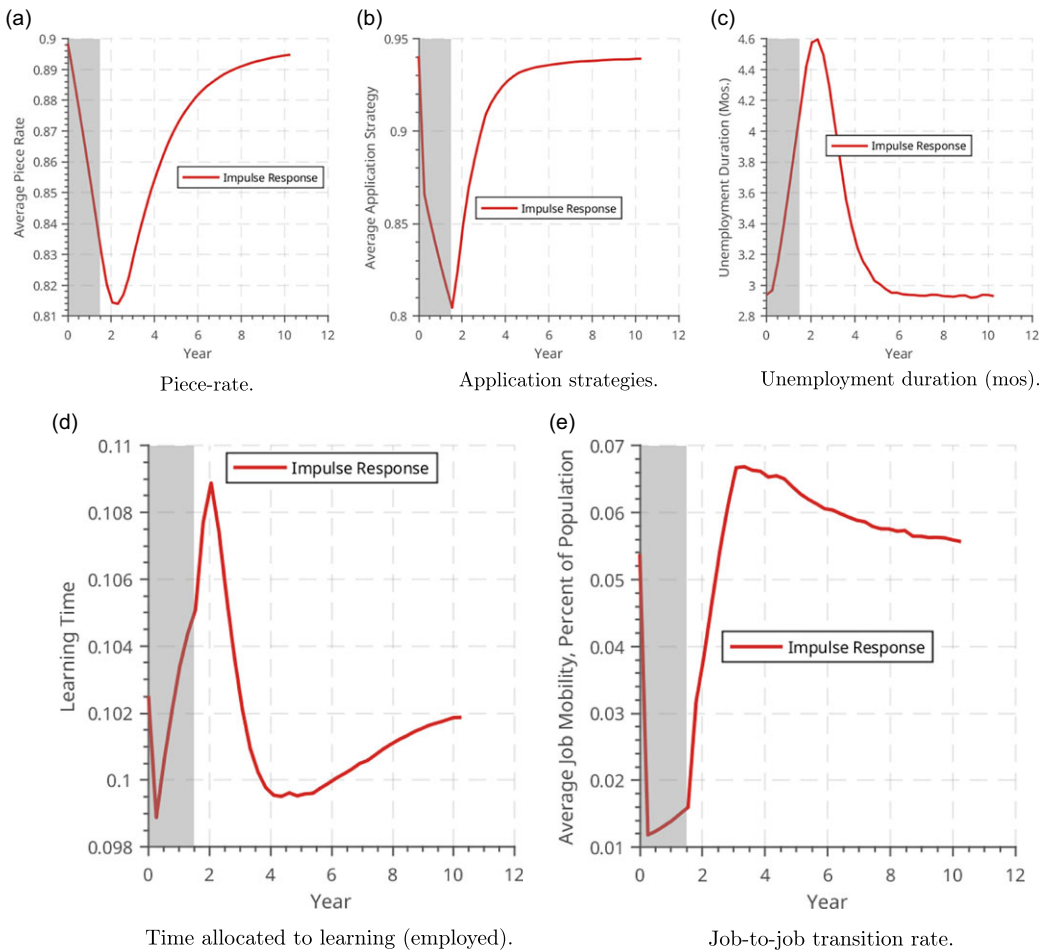 (a)
0.9
0.89
0.88
0.87
0.86
0.85
0.84
0.83
0.82
0.81
Average Piece Rate
Impulse Response
0 2 4 6 8 10 12
Year
Piece-rate.
(b)
0.95
0.9
0.85
0.8
Average Application Strategy
Impulse Response
0 2 4 6 8 10 12
Year
Application strategies.
(c)
4.6
4.4
4.2
4
3.8
3.6
3.4
3.2
3
2.8
Unemployment Duration (Mos.)
Impulse Response
0 2 4 6 8 10 12
Year
Unemployment duration (mos).
(d)
0.11
0.108
0.106
0.104
0.102
0.1
0.098
Learning Time
Impulse Response
0 2 4 6 8 10 12
Year
Time allocated to learning (employed).
(e)
0.07
0.06
0.05
0.04
0.03
0.02
0.01
Average Job Mobility, Percent of Population
Impulse Response
0 2 4 6 8 10 12
Year
Job-to-job transition rate.